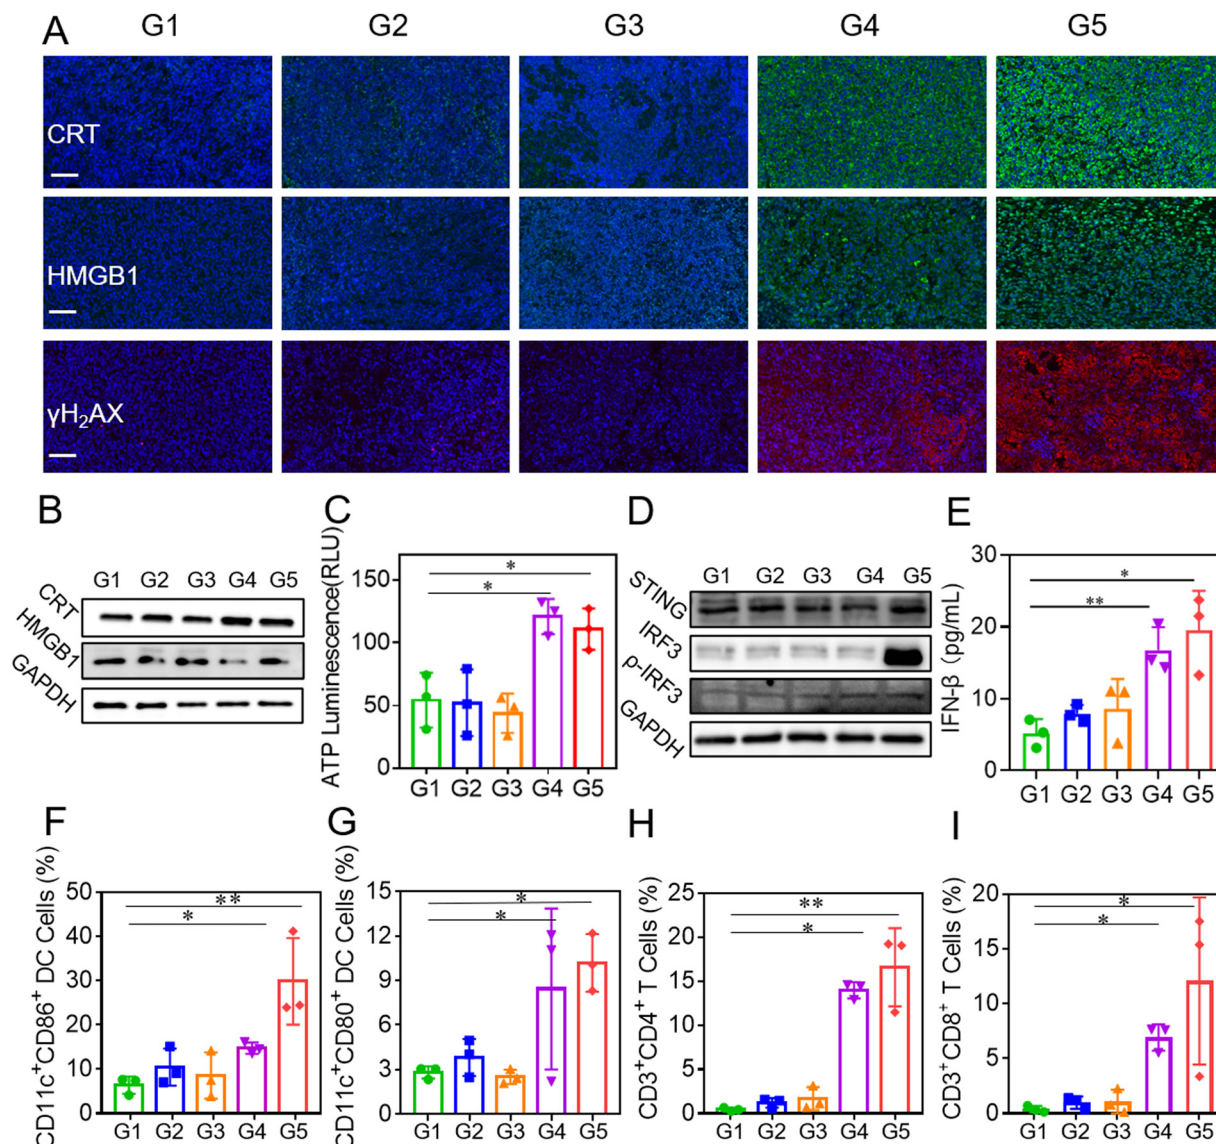 A G1 G2 G3 G4 G5
CRT
HMGB1
γH₂AX
B
G1 G2 G3 G4 G5
CRT
HMGB1
GAPDH
C
ATP Luminescence(RLU)
150
100
50
0
*
*
G1 G2 G3 G4 G5
D
G1 G2 G3 G4 G5
STING
IRF3
p-IRF3
GAPDH
E
IFN-β (pg/mL)
30
20
10
0
*
**
G1 G2 G3 G4 G5
F
CD11c⁺CD86⁺ DC Cells (%)
50
40
30
20
10
0
**
*
G1 G2 G3 G4 G5
G
CD11c⁺CD80⁺ DC Cells (%)
15
12
9
6
3
0
*
*
G1 G2 G3 G4 G5
H
CD3⁺CD4⁺ T Cells (%)
25
20
15
10
5
0
**
*
G1 G2 G3 G4 G5
I
CD3⁺CD8⁺ T Cells (%)
20
15
10
5
0
*
*
G1 G2 G3 G4 G5